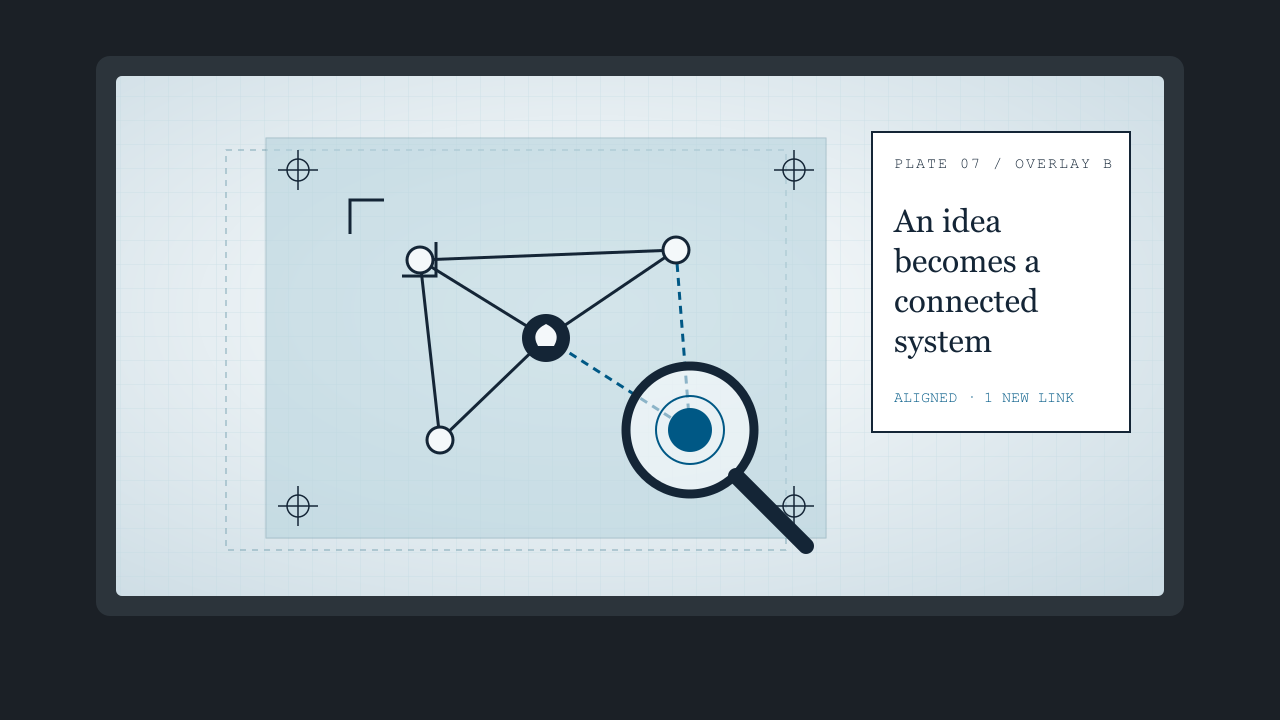 PLATE 07 / OVERLAY B
An idea
becomes a
connected
system
ALIGNED · 1 NEW LINK